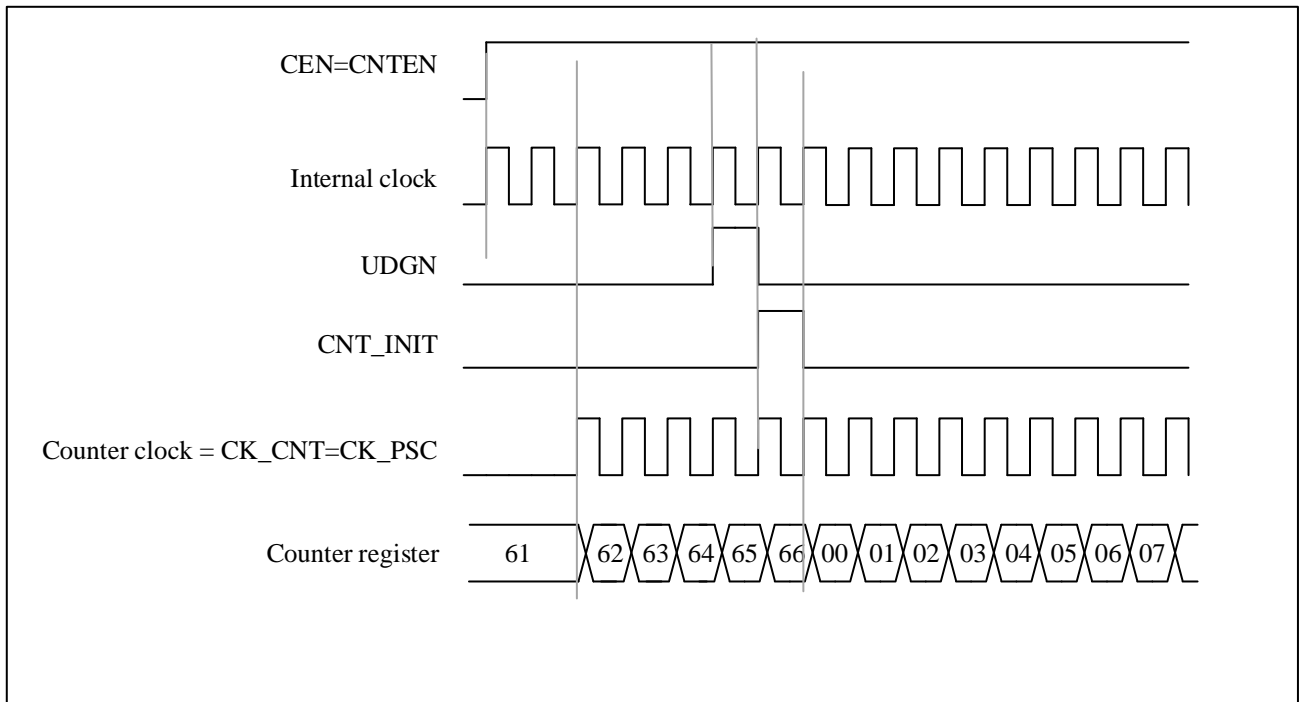 CEN=CNTEN
Internal clock
UDGN
CNT_INIT
Counter clock = CK_CNT=CK_PSC
Counter register 61 62 63 64 65 66 00 01 02 03 04 05 06 07